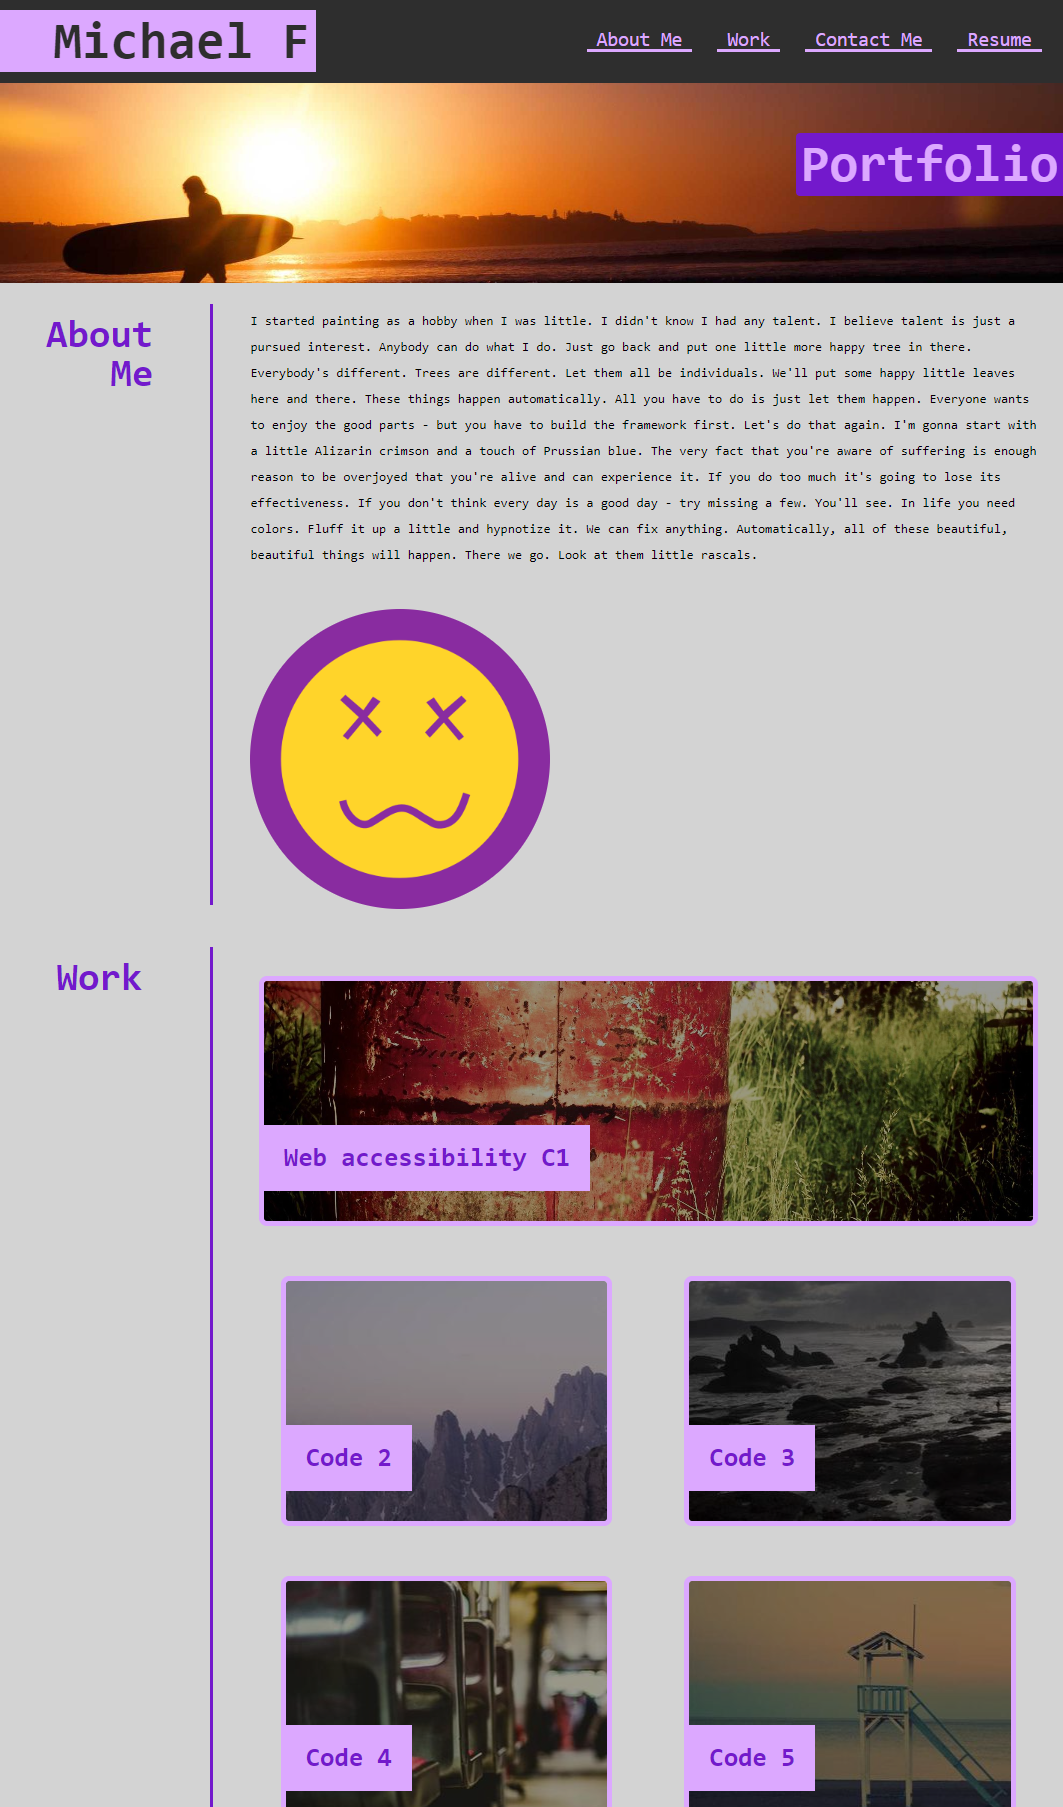 Michael F
About Me
Work
Contact Me
Resume
Portfolio
About
Me
I started painting as a hobby when I was little. I didn't know I had any talent. I believe talent is just a
pursued interest. Anybody can do what I do. Just go back and put one little more happy tree in there.
Everybody's different. Trees are different. Let them all be individuals. We'll put some happy little leaves
here and there. These things happen automatically. All you have to do is just let them happen. Everyone wants
to enjoy the good parts - but you have to build the framework first. Let's do that again. I'm gonna start with
a little Alizarin crimson and a touch of Prussian blue. The very fact that you're aware of suffering is enough
reason to be overjoyed that you're alive and can experience it. If you do too much it's going to lose its
effectiveness. If you don't think every day is a good day - try missing a few. You'll see. In life you need
colors. Fluff it up a little and hypnotize it. We can fix anything. Automatically, all of these beautiful,
beautiful things will happen. There we go. Look at them little rascals.
Work
Web accessibility C1
Code 2
Code 3
Code 4
Code 5